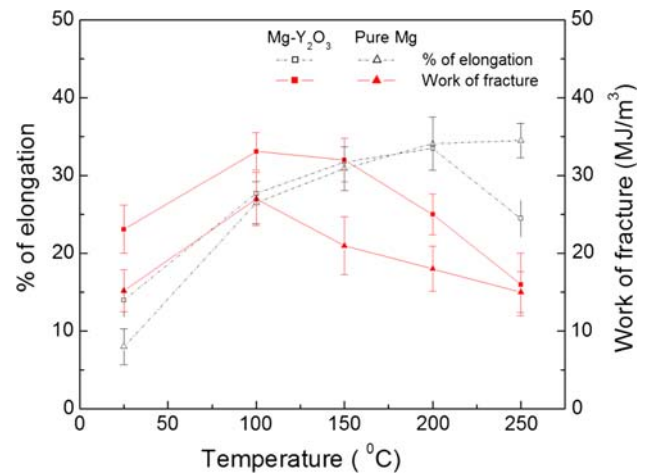 Mg-Y₂O₃ Pure Mg
% of elongation
Work of fracture
50 50
40 40
30 30
20 20
10 10
0 0
0 50 100 150 200 250
% of elongation
Work of fracture (MJ/m³)
Temperature ( ⁰C)